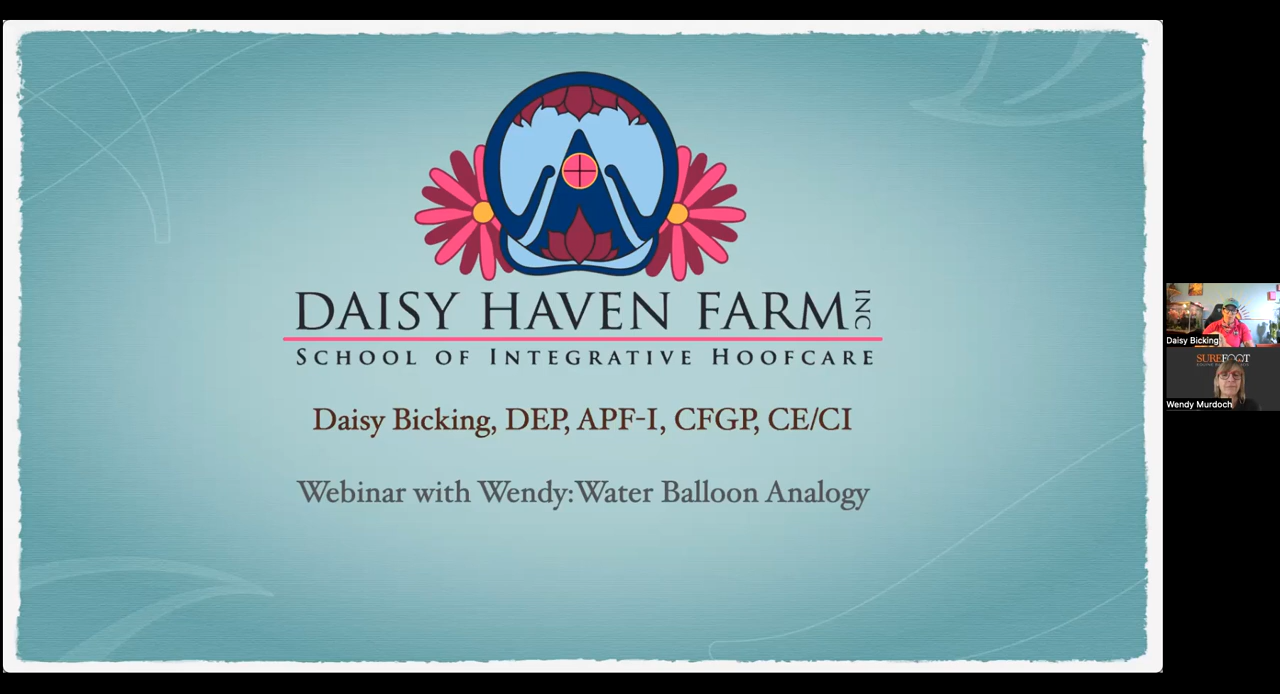 DAISY HAVEN FARM INC
SCHOOL OF INTEGRATIVE HOOFCARE
Daisy Bicking, DEP, APF-I, CFGP, CE/CI
Webinar with Wendy: Water Balloon Analogy
Daisy Bicking
SUREFOOT
Wendy Murdoch